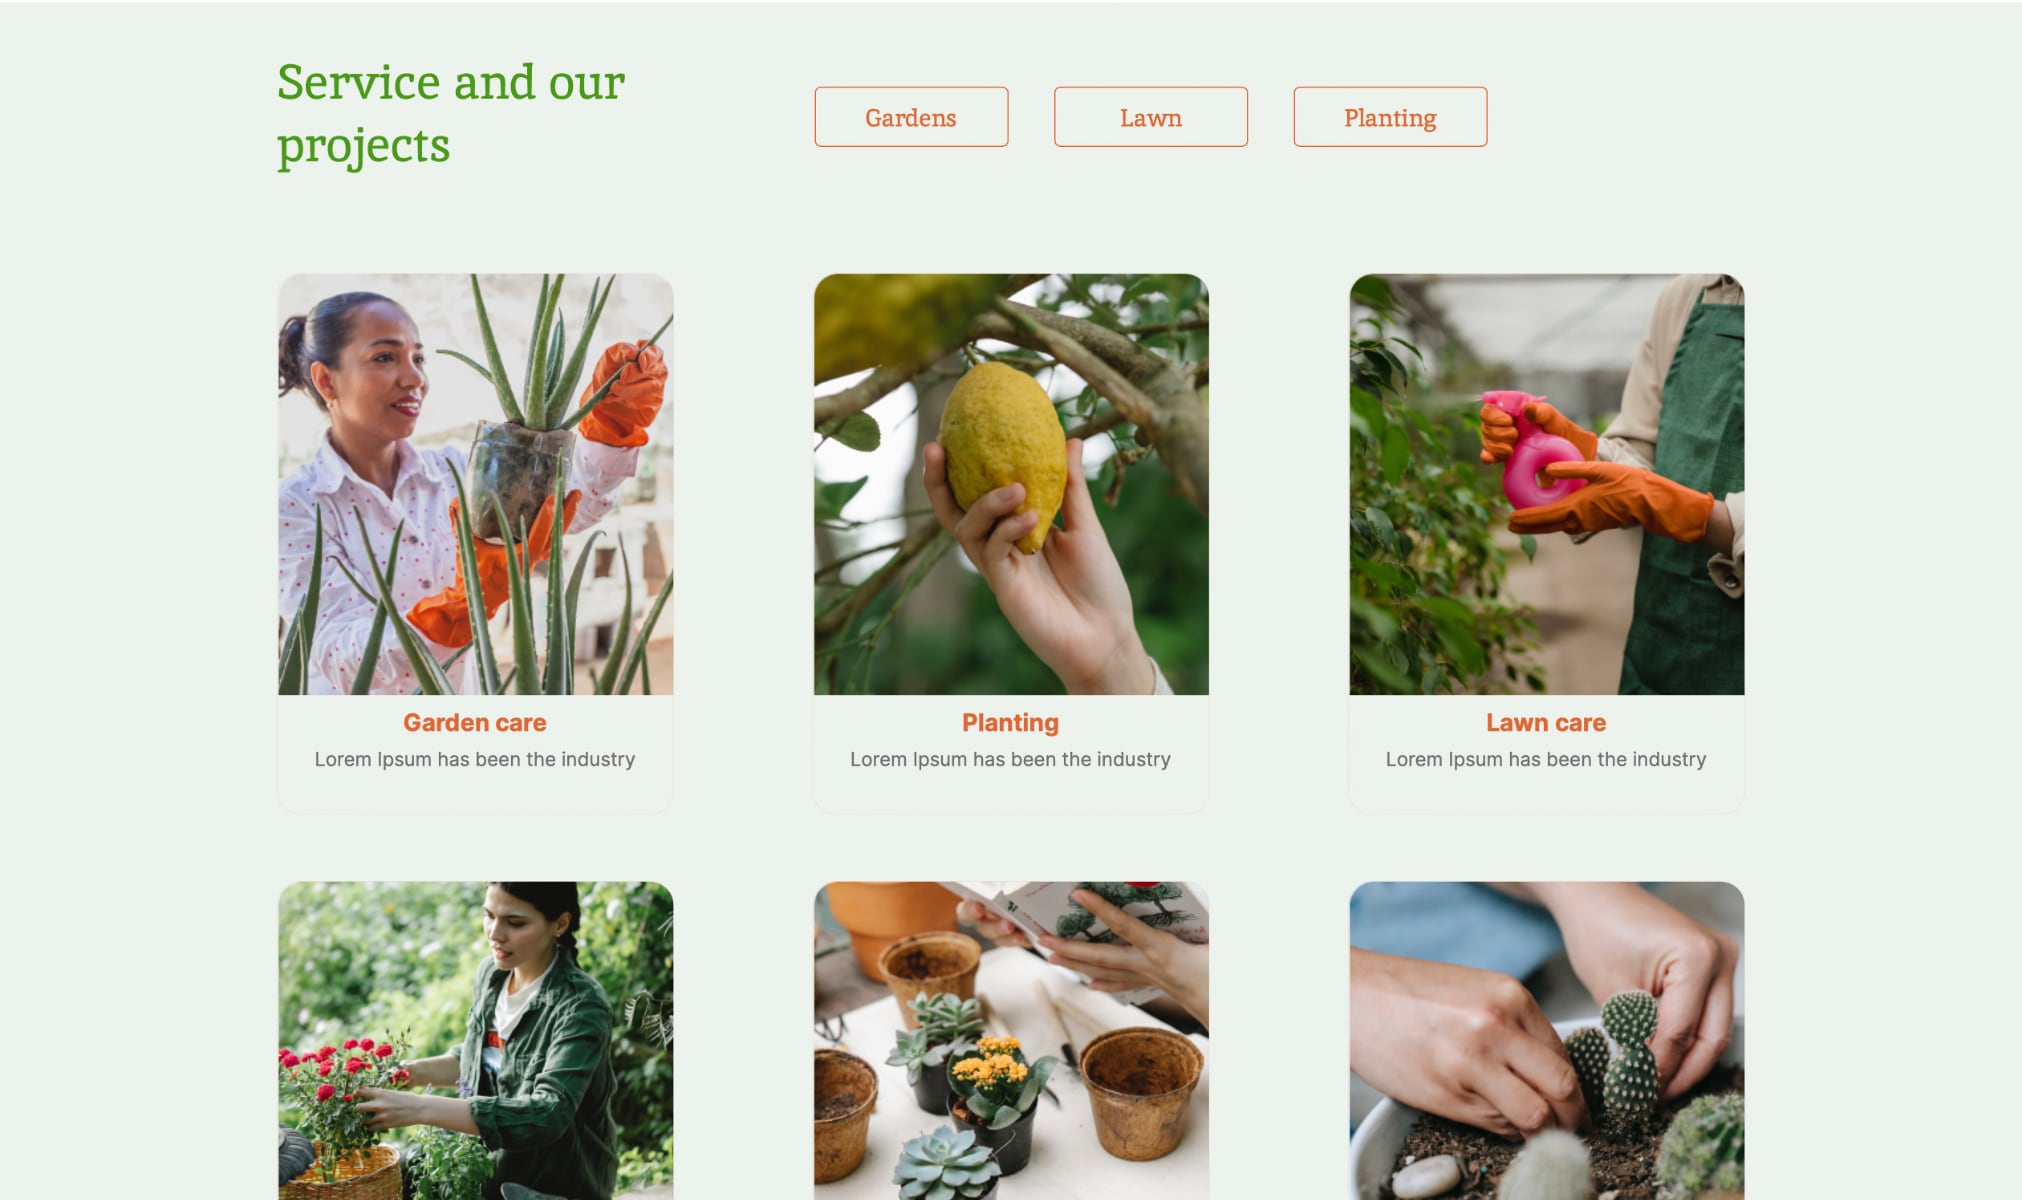 Service and our
projects
Gardens
Lawn
Planting
Garden care
Lorem Ipsum has been the industry
Planting
Lorem Ipsum has been the industry
Lawn care
Lorem Ipsum has been the industry